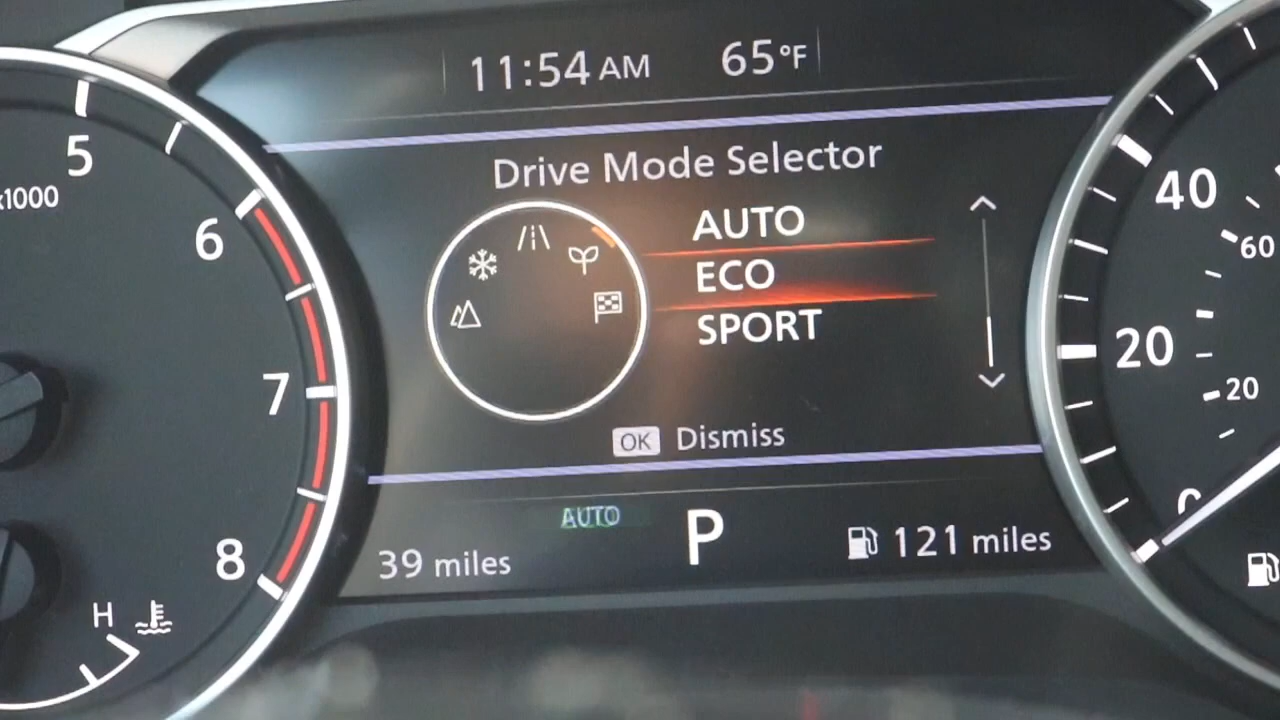 11:54 AM 65°F
Drive Mode Selector
AUTO
ECO
SPORT
OK Dismiss
AUTO
P
39 miles
121 miles
5
x1000
6
7
8
H
40
60
20
20
0